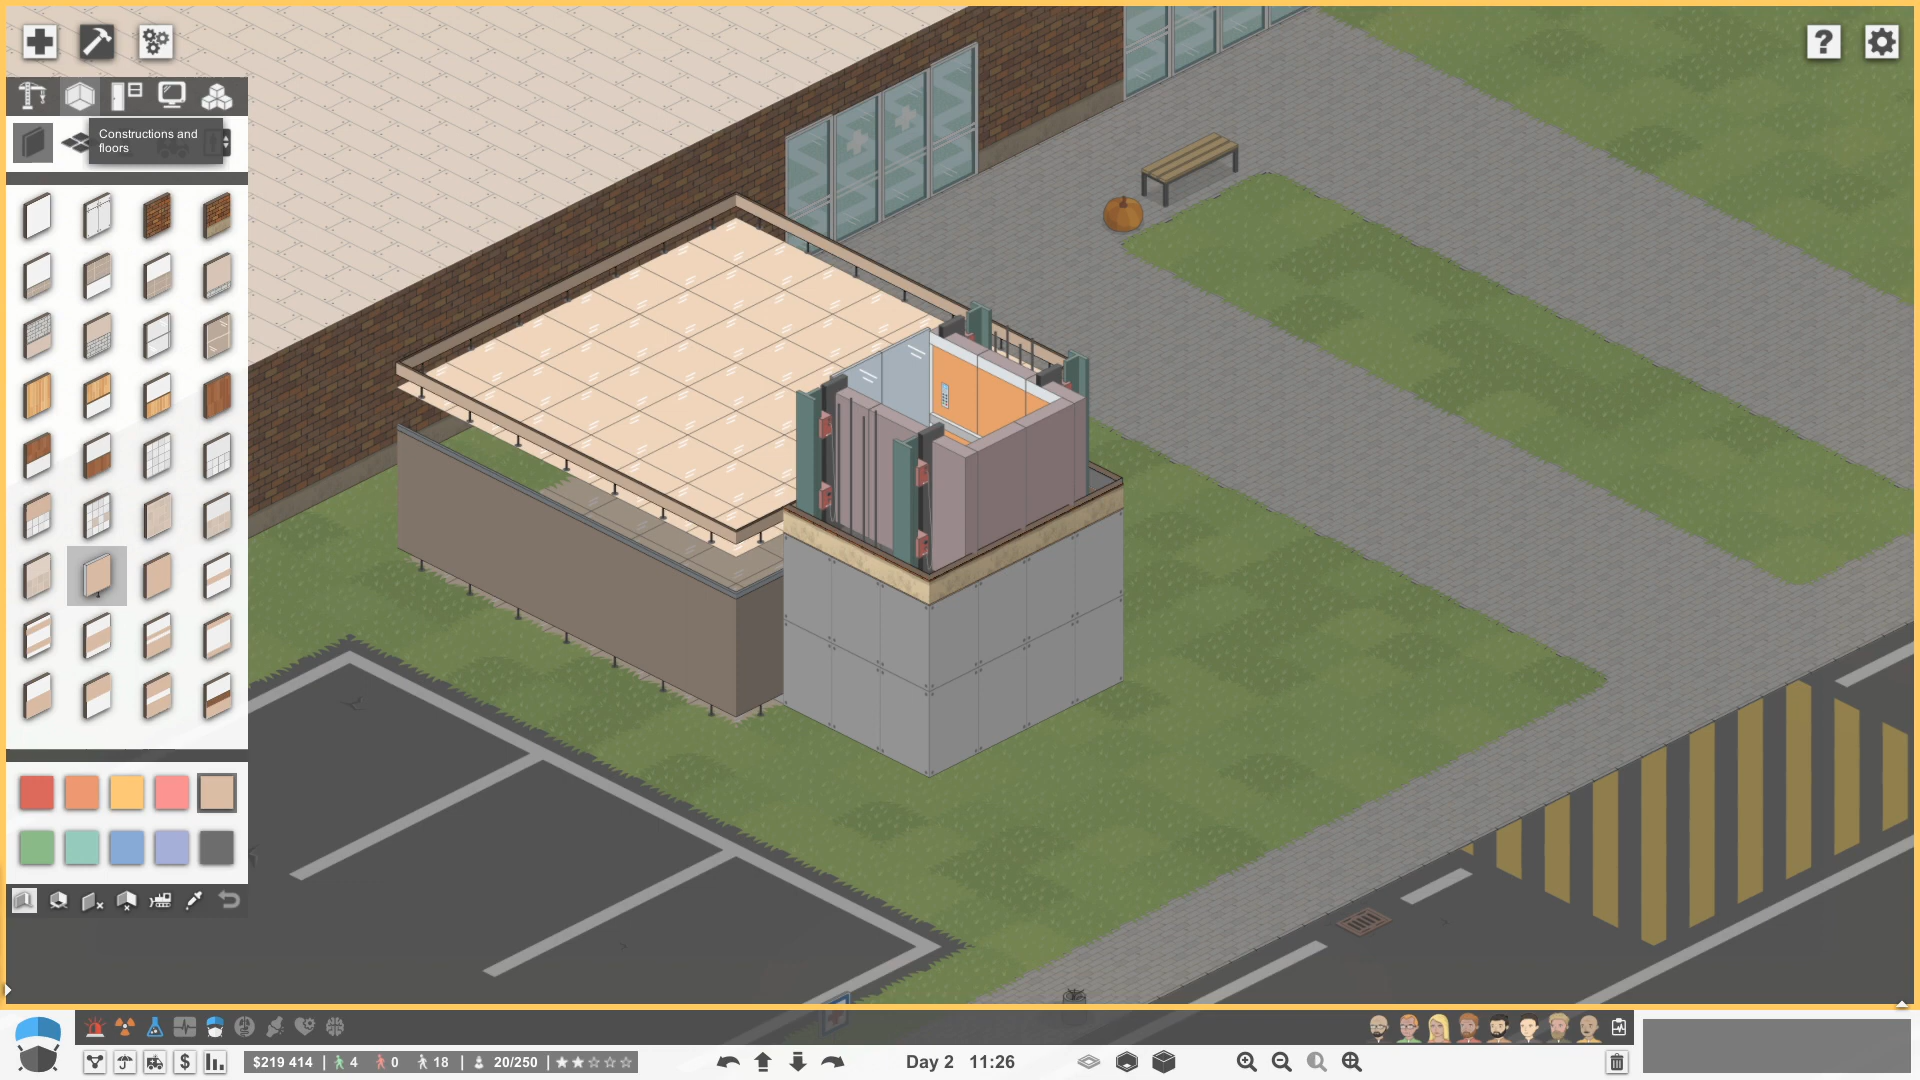 ?
Constructions and
floors
$219 414 | 4 0 18 | 20/250 |
Day 2 11:26